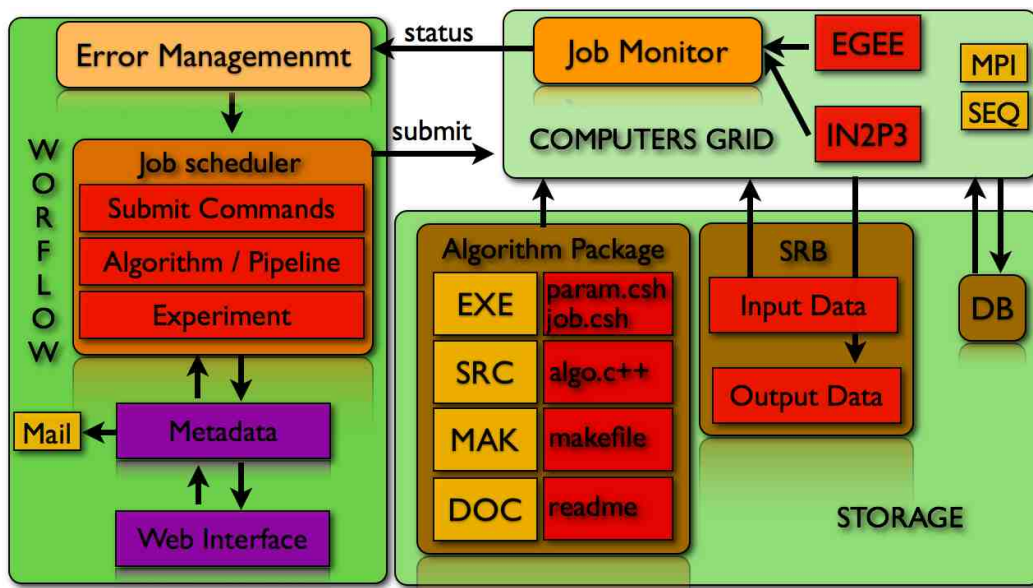 Error Managemenmt
status
Job Monitor
EGEE
MPI
SEQ
IN2P3
COMPUTERS GRID
submit
WORFLOW
Job scheduler
Submit Commands
Algorithm / Pipeline
Experiment
Mail
Metadata
Web Interface
Algorithm Package
EXE
param.csh
job.csh
SRC
algo.c++
MAK
makefile
DOC
readme
SRB
Input Data
Output Data
DB
STORAGE